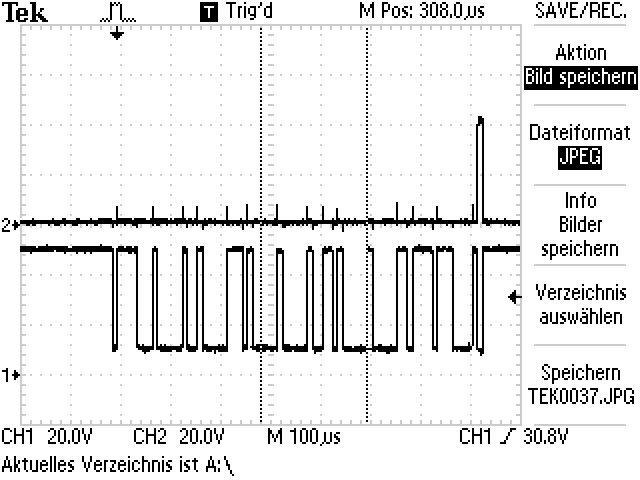 Tek
T Trig'd
M Pos: 308.0µs
SAVE/REC.
Aktion
Bild speichern
Dateiformat
JPEG
Info
Bilder
speichern
Verzeichnis
auswählen
Speichern
TEK0037.JPG
2
1
CH1 20.0V
CH2 20.0V
M 100µs
CH1 30.8V
Aktuelles Verzeichnis ist A:\